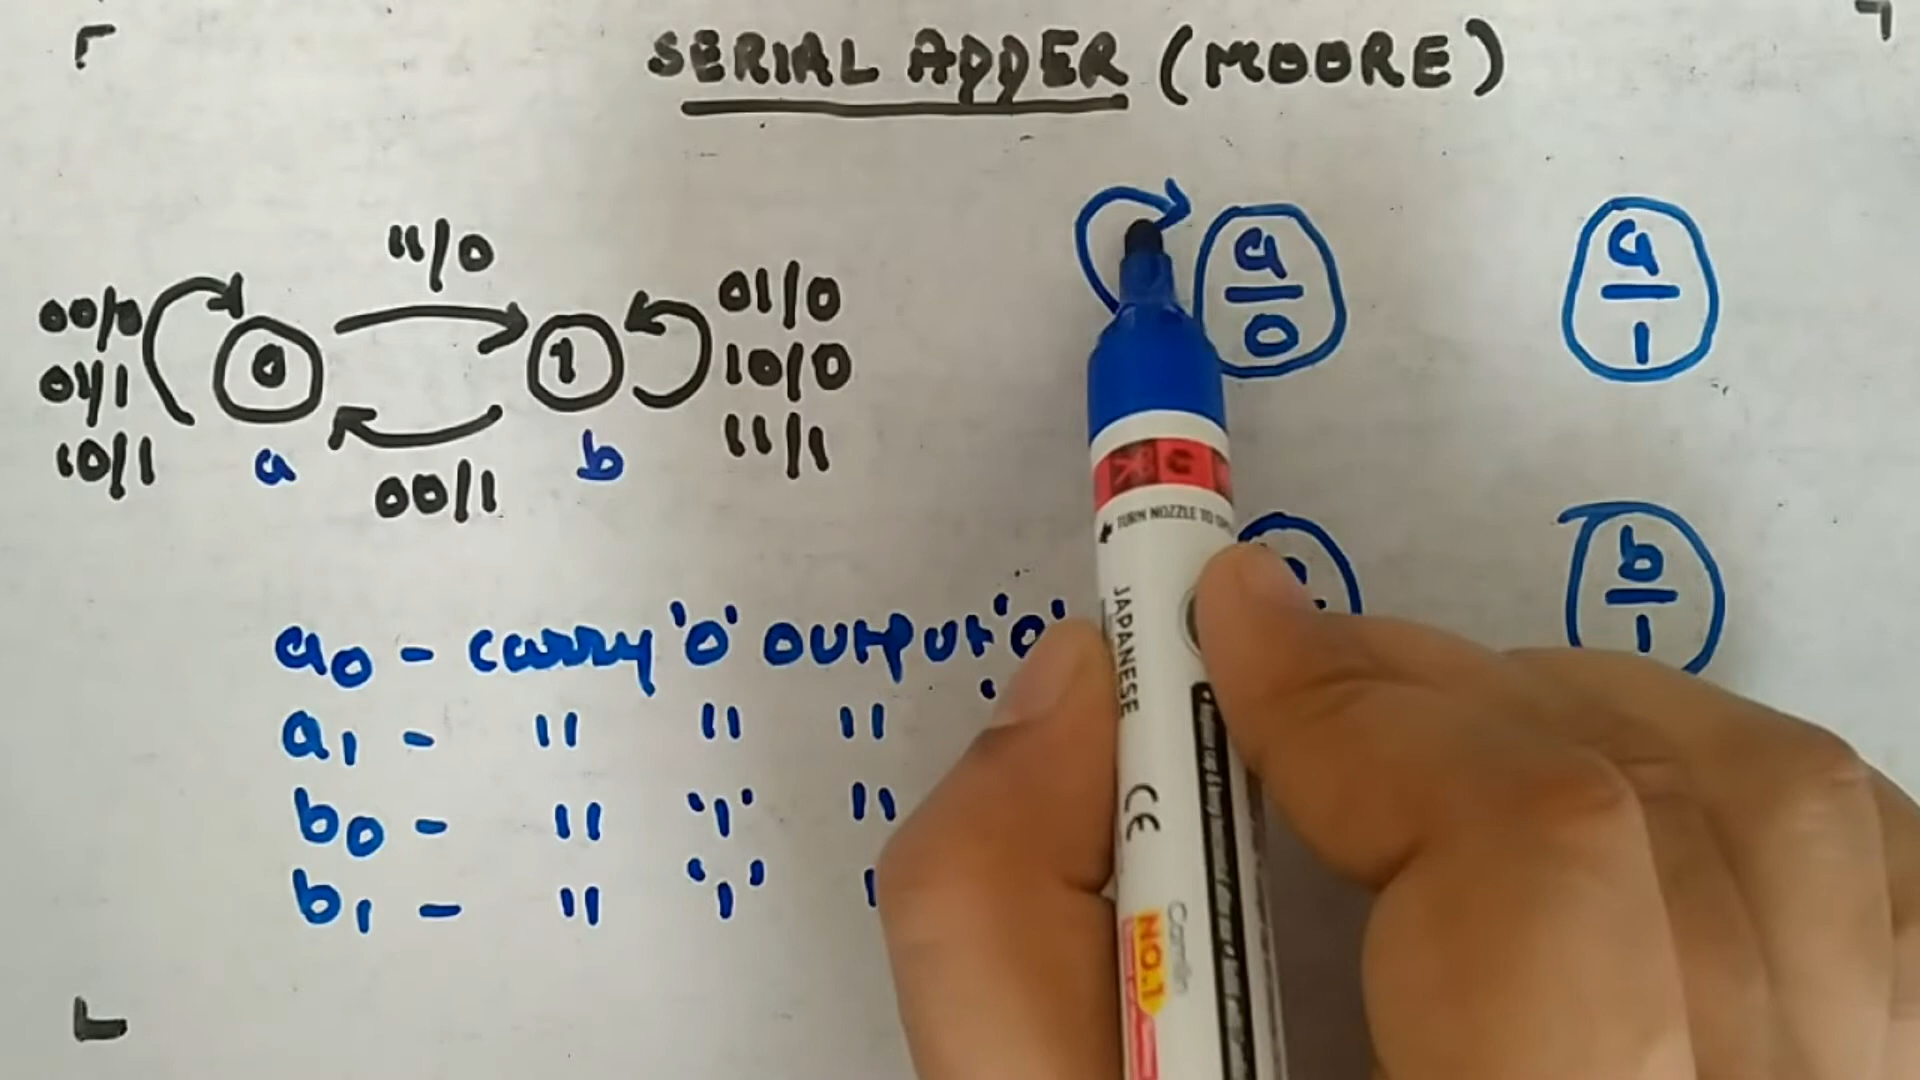 SERIAL ADDER (MOORE)
11/0
00/0
01/1
10/1
0
1
01/0
10/0
11/1
a
b
00/1
a
0
a
1
b
1
a0 - carry '0' output '0'
a1 - " " "
b0 - " '1' "
b1 - " '1'
TURN NOZZLE TO
JAPANESE
CE
Camlin
NO.1